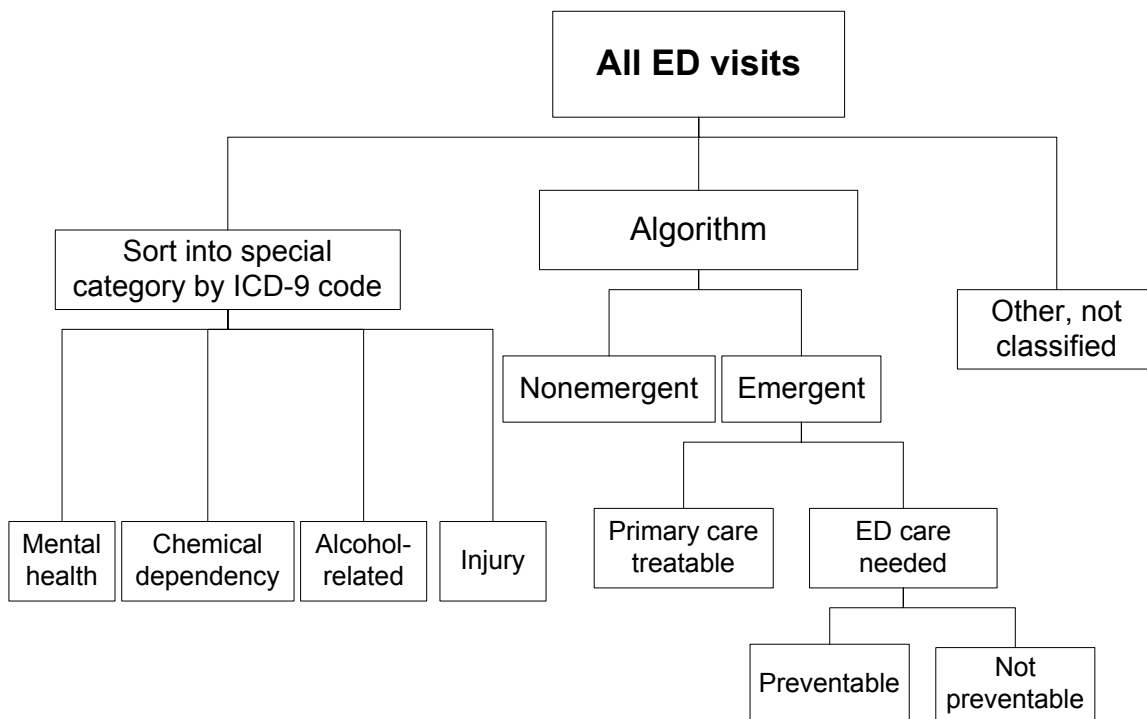 All ED visits
Sort into special
category by ICD-9 code
Algorithm
Other, not
classified
Nonemergent
Emergent
Mental
health
Chemical
dependency
Alcohol-
related
Injury
Primary care
treatable
ED care
needed
Preventable
Not
preventable